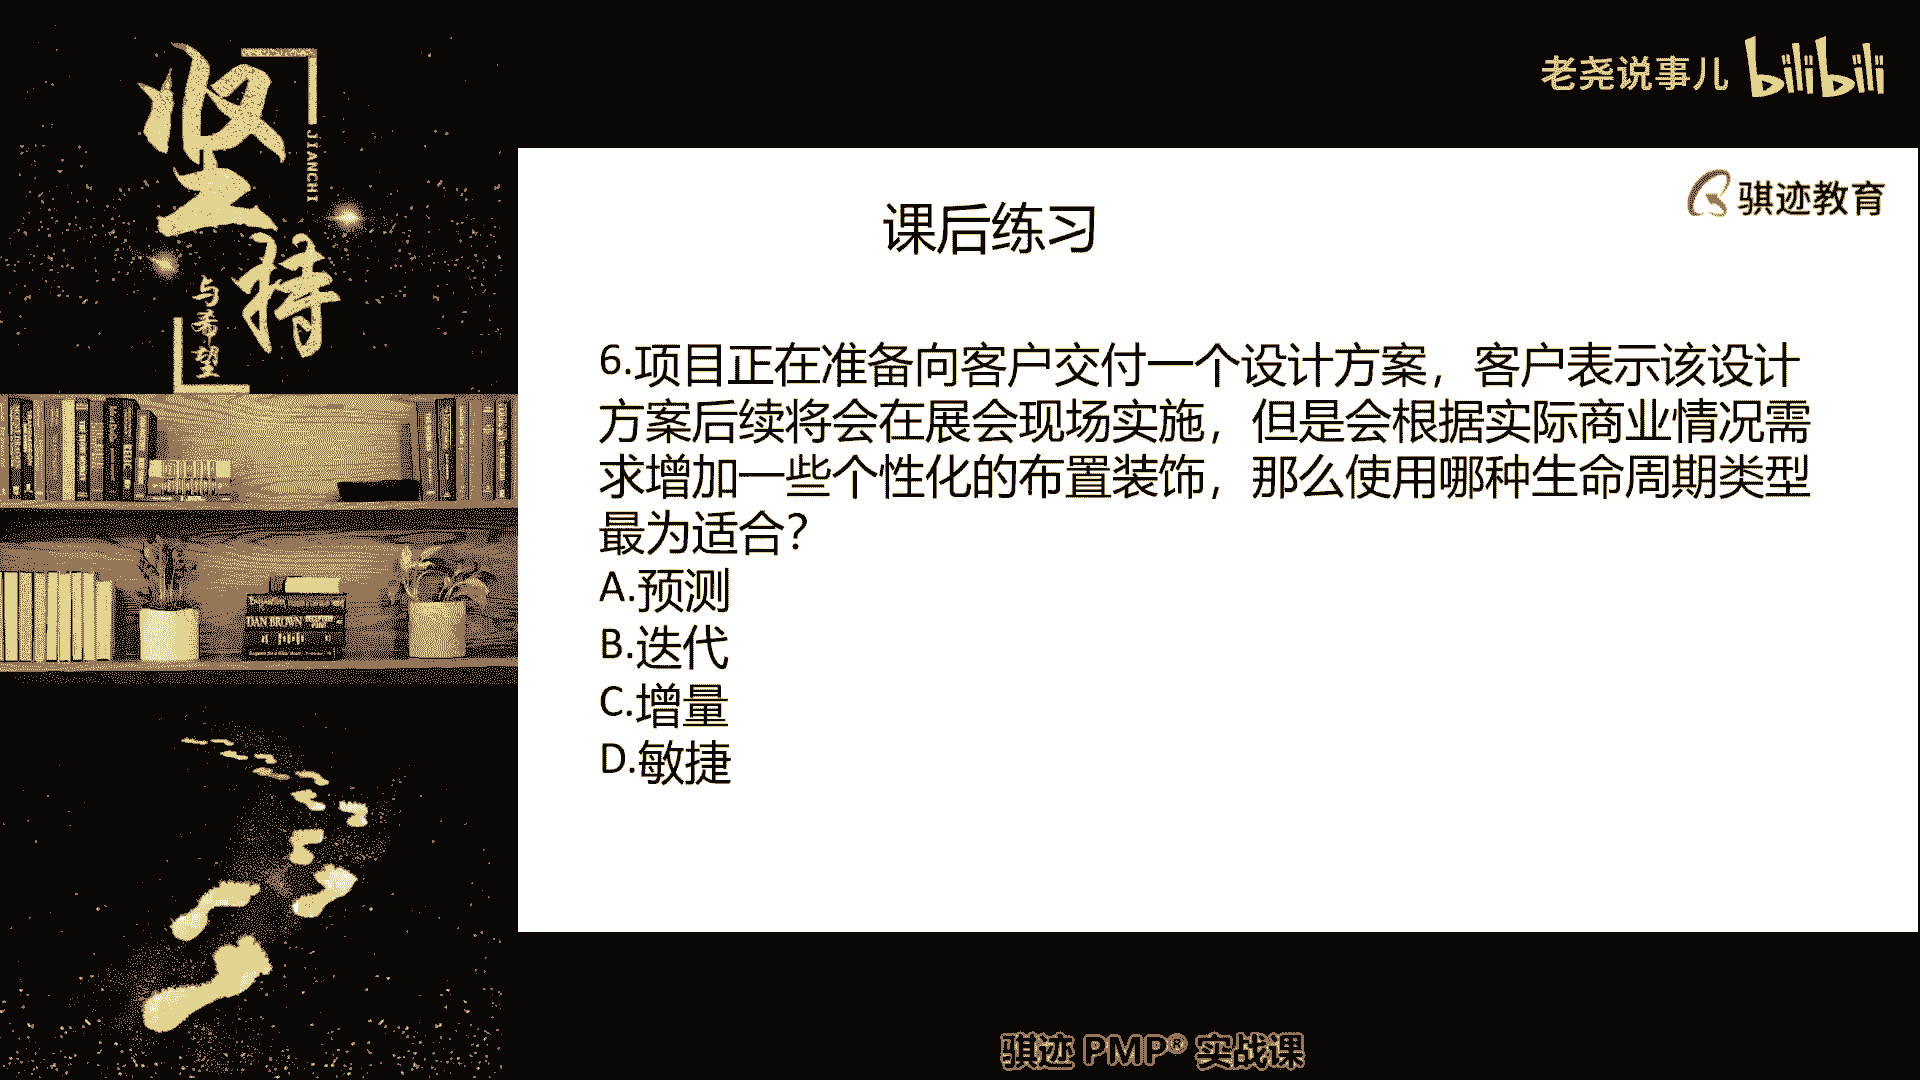 坚持
JIANCHI
与希望
老尧说事儿 bilibili
骐迹教育
课后练习
6.项目正在准备向客户交付一个设计方案，客户表示该设计
方案后续将会在展会现场实施，但是会根据实际商业情况需
求增加一些个性化的布置装饰，那么使用哪种生命周期类型
最为适合？
A.预测
B.迭代
C.增量
D.敏捷
DAN BROWN
骐迹 PMP® 实战课